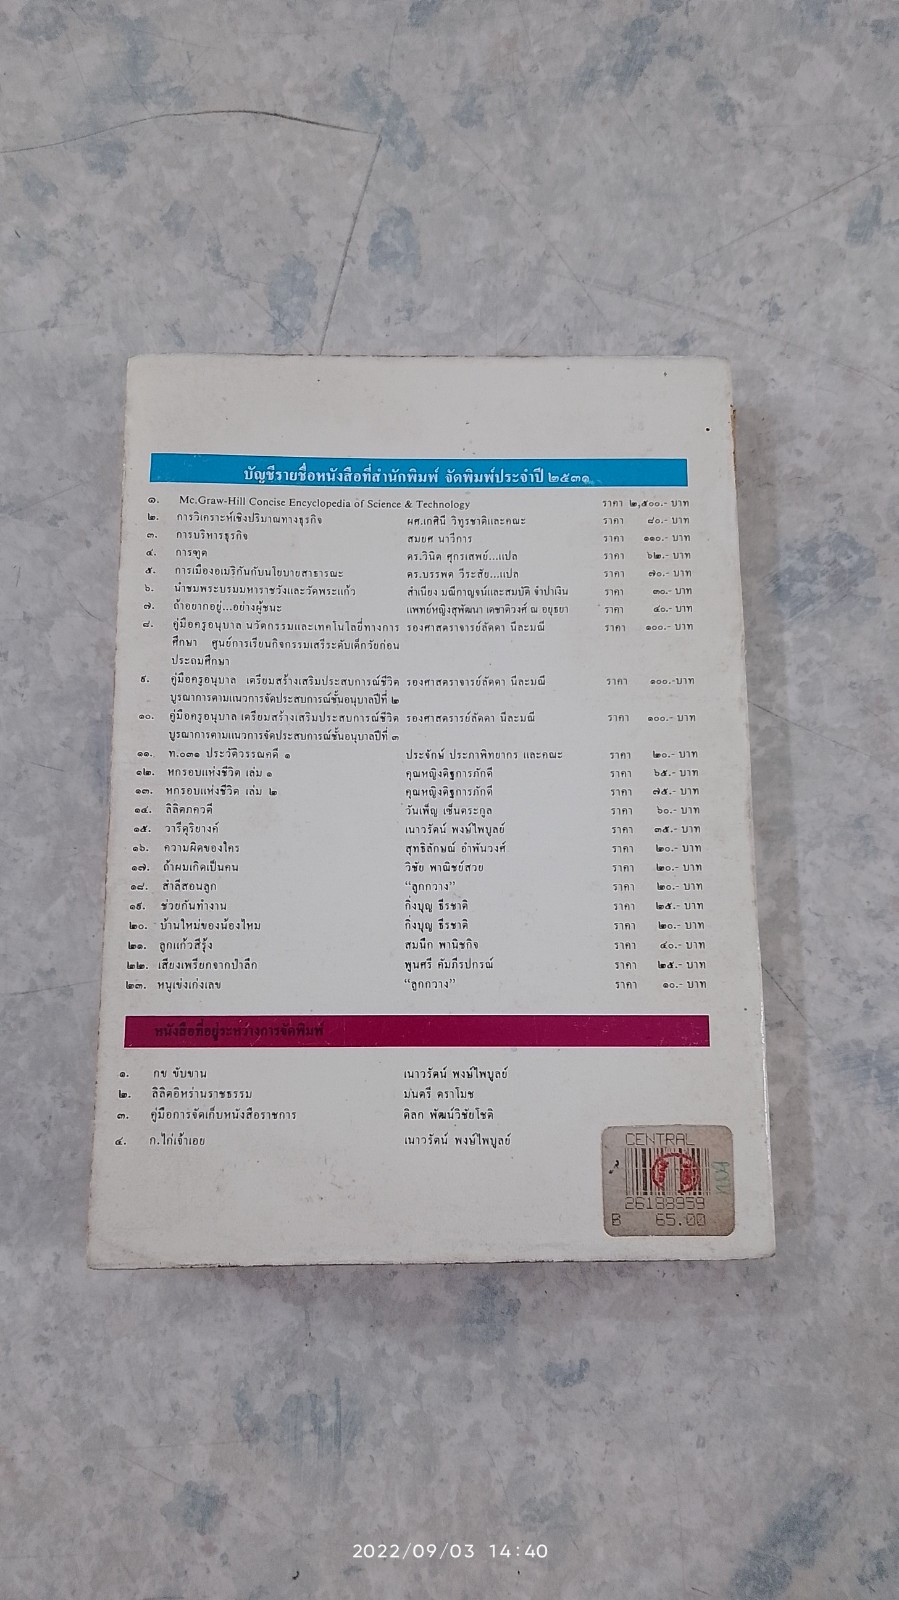 บัญชีรายชื่อหนังสือที่สำนักพิมพ์ จัดพิมพ์ประจำปี ๒๕๓๑
๑. Mc.Graw-Hill Concise Encyclopedia of Science & Technology ราคา ๒,๕๐๐.- บาท
๒. การวิเคราะห์เชิงปริมาณทางธุรกิจ ผศ.เกศินี วิฑูรชาติและคณะ ราคา ๘๐.- บาท
๓. การบริหารธุรกิจ สมยศ นาวีการ ราคา ๑๑๐.- บาท
๔. การฑูต ดร.วินิต ศุกรเสพย์...แปล ราคา ๖๒.- บาท
๕. การเมืองอเมริกันกับนโยบายสาธารณะ ดร.บรรพต วีระสัย...แปล ราคา ๗๐.- บาท
๖. นำชมพระบรมมหาราชวังและวัดพระแก้ว สำเนียง มณีกาญจน์และสมบัติ จำปาเงิน ราคา ๓๐.- บาท
๗. ถ้าอยากอยู่...อย่างผู้ชนะ แพทย์หญิงสุพัฒนา เดชาติวงศ์ ณ อยุธยา ราคา ๔๐.- บาท
๘. คู่มือครูอนุบาล นวัตกรรมและเทคโนโลยี่ทางการ รองศาสตราจารย์ลัดดา นีละมณี ราคา ๑๐๐.- บาท
ศึกษา ศูนย์การเรียนกิจกรรมเสรีระดับเด็กวัยก่อน
ประถมศึกษา
๙. คู่มือครูอนุบาล เตรียมสร้างเสริมประสบการณ์ชีวิต รองศาสตราจารย์ลัดดา นีละมณี ราคา ๑๐๐.-บาท
บูรณาการตามแนวการจัดประสบการณ์ชั้นอนุบาลปีที่ ๒
๑๐. คู่มือครูอนุบาล เตรียมสร้างเสริมประสบการณ์ชีวิต รองศาสตรารย์ลัดดา นีละมณี ราคา ๑๐๐.- บาท
บูรณาการตามแนวการจัดประสบการณ์ชั้นอนุบาลปีที่ ๓
๑๑. ท.๐๓๑ ประวัติวรรณคดี ๑ ประจักษ์ ประภาพิทยากร และคณะ ราคา ๒๐.- บาท
๑๒. หกรอบแห่งชีวิต เล่ม ๑ คุณหญิงดิฐการภักดี ราคา ๖๕.- บาท
๑๓. หกรอบแห่งชีวิต เล่ม ๒ คุณหญิงดิฐการภักดี ราคา ๗๕.- บาท
๑๔. ลิลิตภควดี วันเพ็ญ เซ็นตระกูล ราคา ๖๐.- บาท
๑๕. วารีดุริยางค์ เนาวรัตน์ พงษ์ไพบูลย์ ราคา ๓๕.- บาท
๑๖. ความผิดของใคร สุทธิลักษณ์ อำพันวงศ์ ราคา ๒๐.- บาท
๑๗. ถ้าผมเกิดเป็นคน วิชัย พาณิชย์สวย ราคา ๒๐.- บาท
๑๘. สำลีสอนลูก “ลูกกวาง” ราคา ๒๐.- บาท
๑๙. ช่วยกันทำงาน กิ่งบุญ ธีรชาติ ราคา ๒๕.- บาท
๒๐. บ้านใหม่ของน้องไหม กิ่งบุญ ธีรชาติ ราคา ๒๐.- บาท
๒๑. ลูกแก้วสีรุ้ง สมนึก พานิชกิจ ราคา ๔๐.- บาท
๒๒. เสียงเพรียกจากป่าลึก พูนศรี คัมภีรปกรณ์ ราคา ๒๕.- บาท
๒๓. หนูเข่งเก่งเลข “ลูกกวาง” ราคา ๑๐.- บาท
หนังสือที่อยู่ระหว่างการจัดพิมพ์
๑. กข ขับขาน เนาวรัตน์ พงษ์ไพบูลย์
๒. ลิลิตอิหร่านราชธรรม มนตรี ตราโมช
๓. คู่มือการจัดเก็บหนังสือราชการ ดิลก พัฒน์วิชัยโชติ
๔. ก.ไก่เจ้าเอย เนาวรัตน์ พงษ์ไพบูลย์
CENTRAL
26188959
B 65.00
2022/09/03 14:40